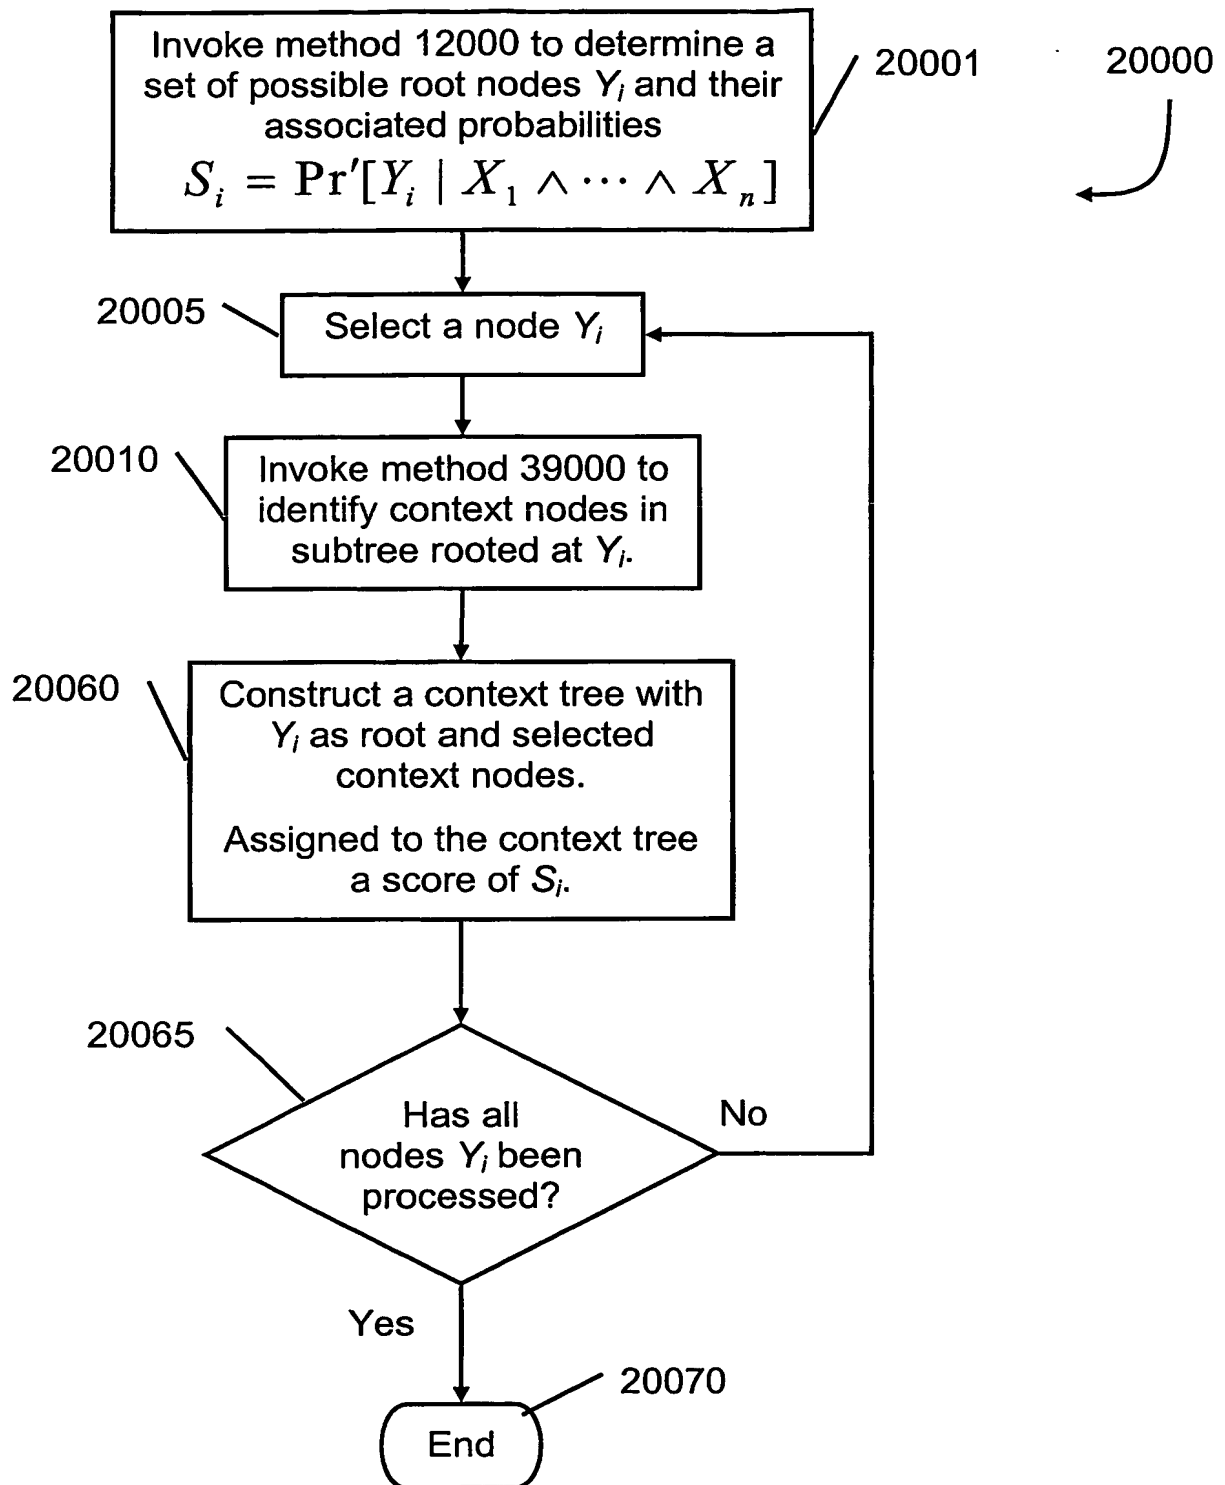 Invoke method 12000 to determine a
set of possible root nodes Yi and their
associated probabilities
Si = Pr′[Yi | X1 ∧ ⋯ ∧ Xn]
20001
20000
20005
Select a node Yi
20010
Invoke method 39000 to
identify context nodes in
subtree rooted at Yi.
20060
Construct a context tree with
Yi as root and selected
context nodes.
Assigned to the context tree
a score of Si.
20065
Has all
nodes Yi been
processed?
No
Yes
20070
End